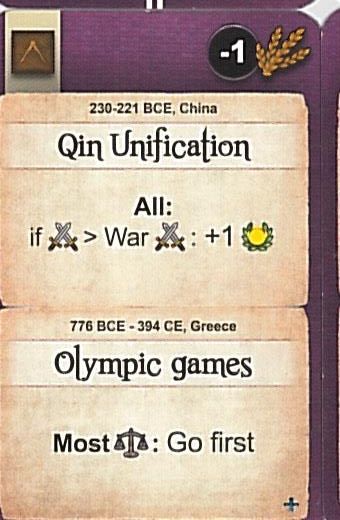 -1
230-221 BCE, China
Qin Unification
All:
if > War : +1
776 BCE - 394 CE, Greece
Olympic games
Most : Go first